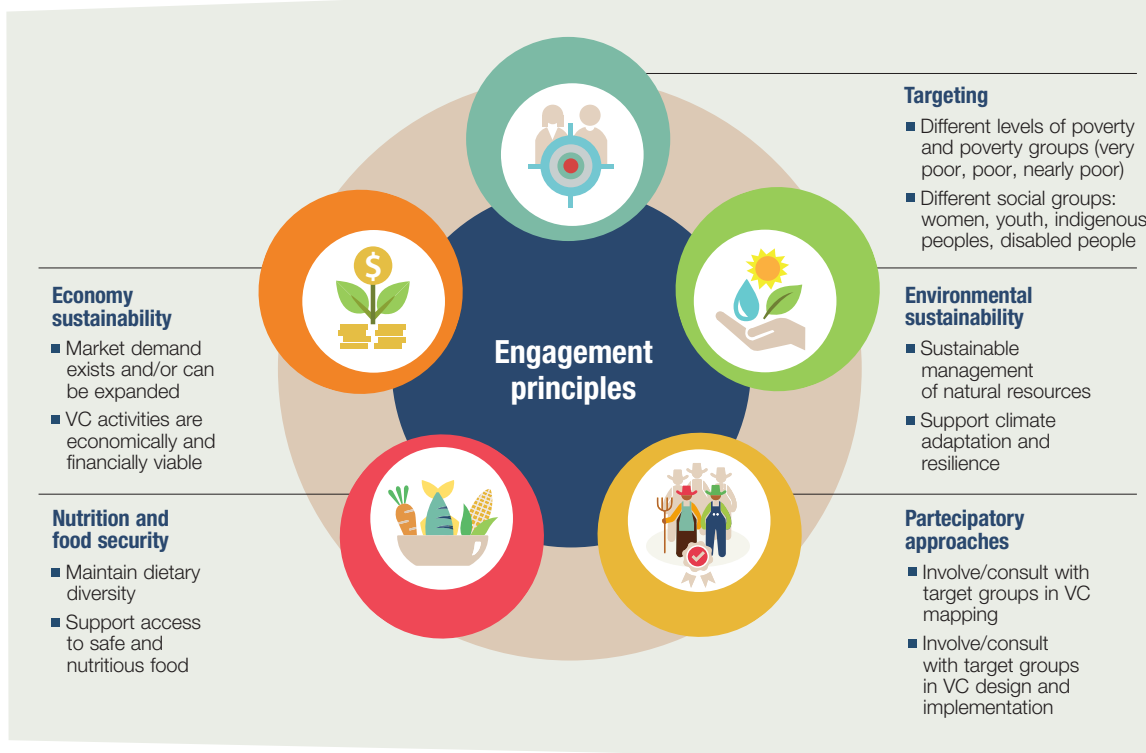 Targeting
■ Different levels of poverty
and poverty groups (very
poor, poor, nearly poor)
■ Different social groups:
women, youth, indigenous
peoples, disabled people
Economy
sustainability
■ Market demand
exists and/or can
be expanded
■ VC activities are
economically and
financially viable
$
Engagement
principles
Environmental
sustainability
■ Sustainable
management
of natural resources
■ Support climate
adaptation and
resilience
Nutrition and
food security
■ Maintain dietary
diversity
■ Support access
to safe and
nutritious food
Partecipatory
approaches
■ Involve/consult with
target groups in VC
mapping
■ Involve/consult
with target groups
in VC design and
implementation